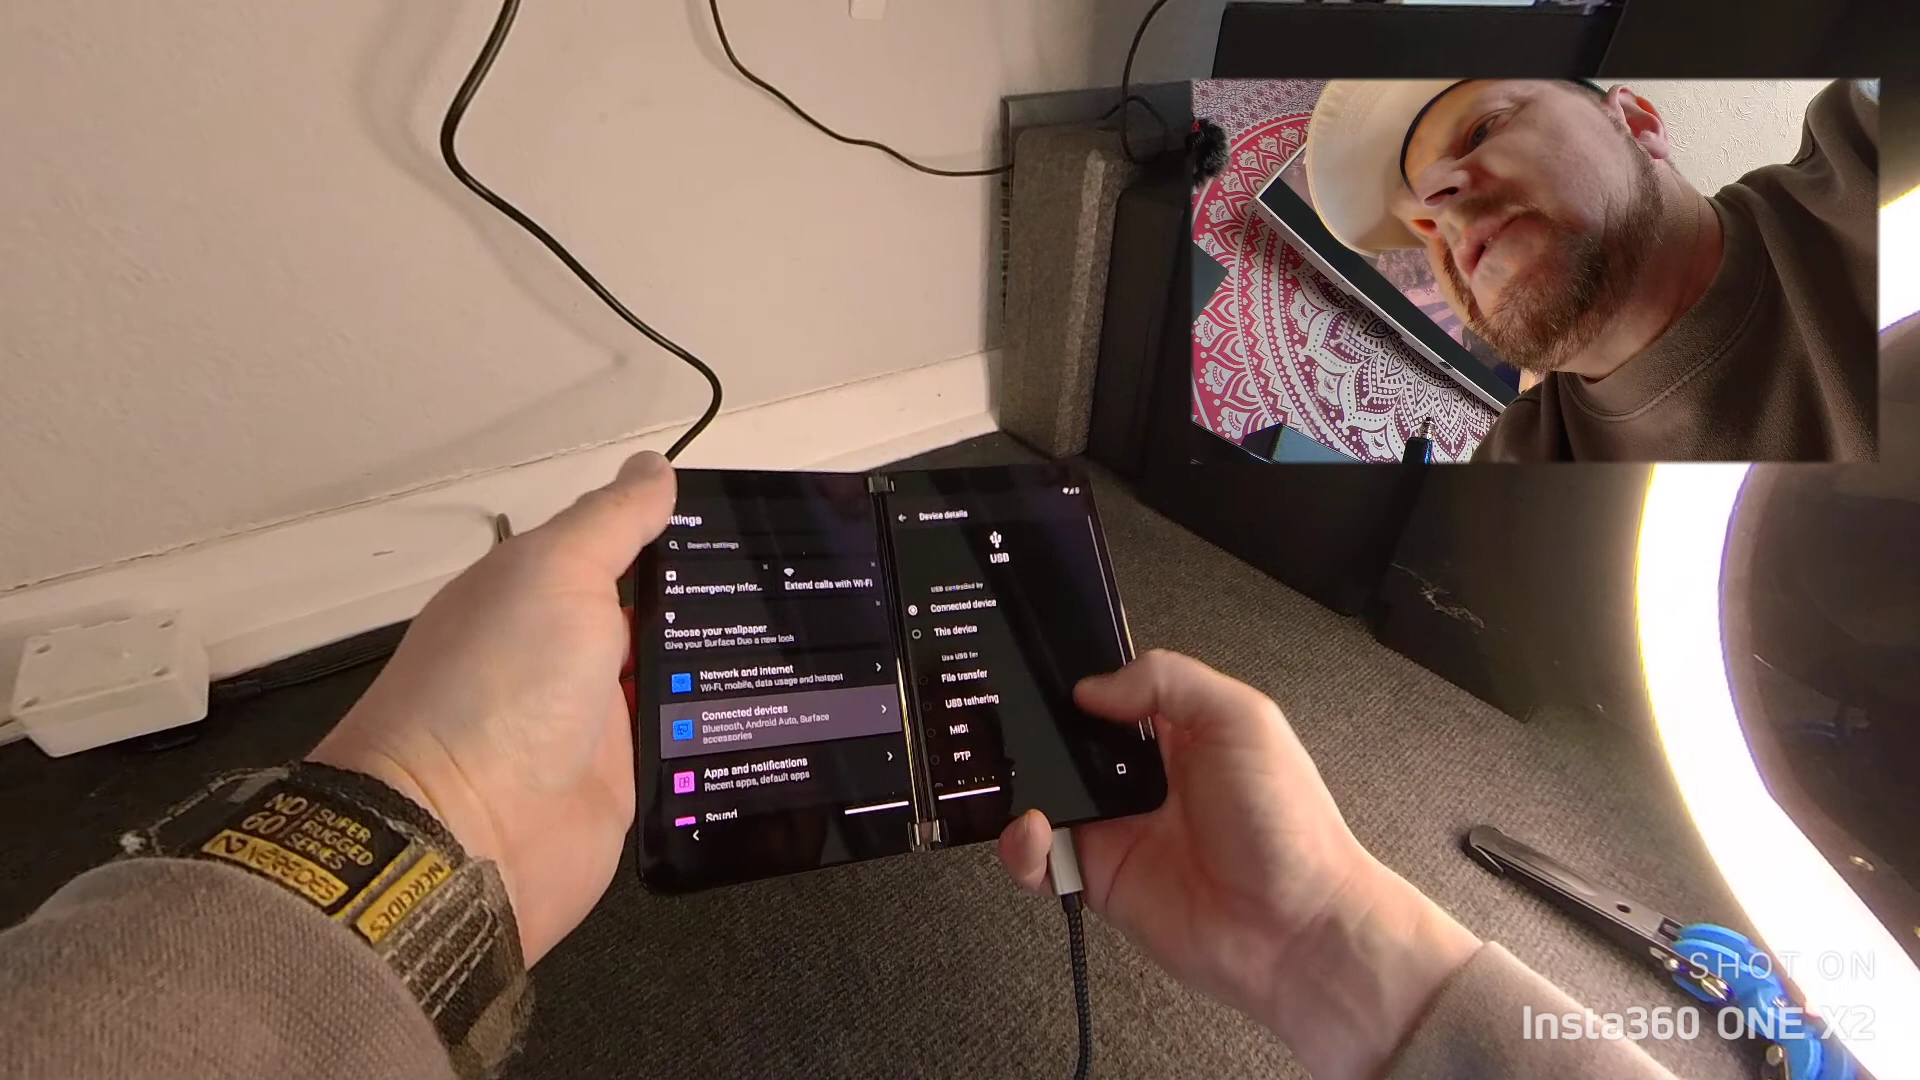 ttings
Search settings
Add emergency infor...
Extend calls with Wi-Fi
Choose your wallpaper
Give your Surface Duo a new look
Network and internet
Wi-Fi, mobile, data usage and hotspot
Connected devices
Bluetooth, Android Auto, Surface
accessories
Apps and notifications
Recent apps, default apps
Sound
Device details
USB
USB controlled by
Connected device
This device
Use USB for
File transfer
USB tethering
MIDI
PTP
ND
60
SUPER
RUGGED
SERIES
NEEWER
SHOT ON
Insta360 ONE X2